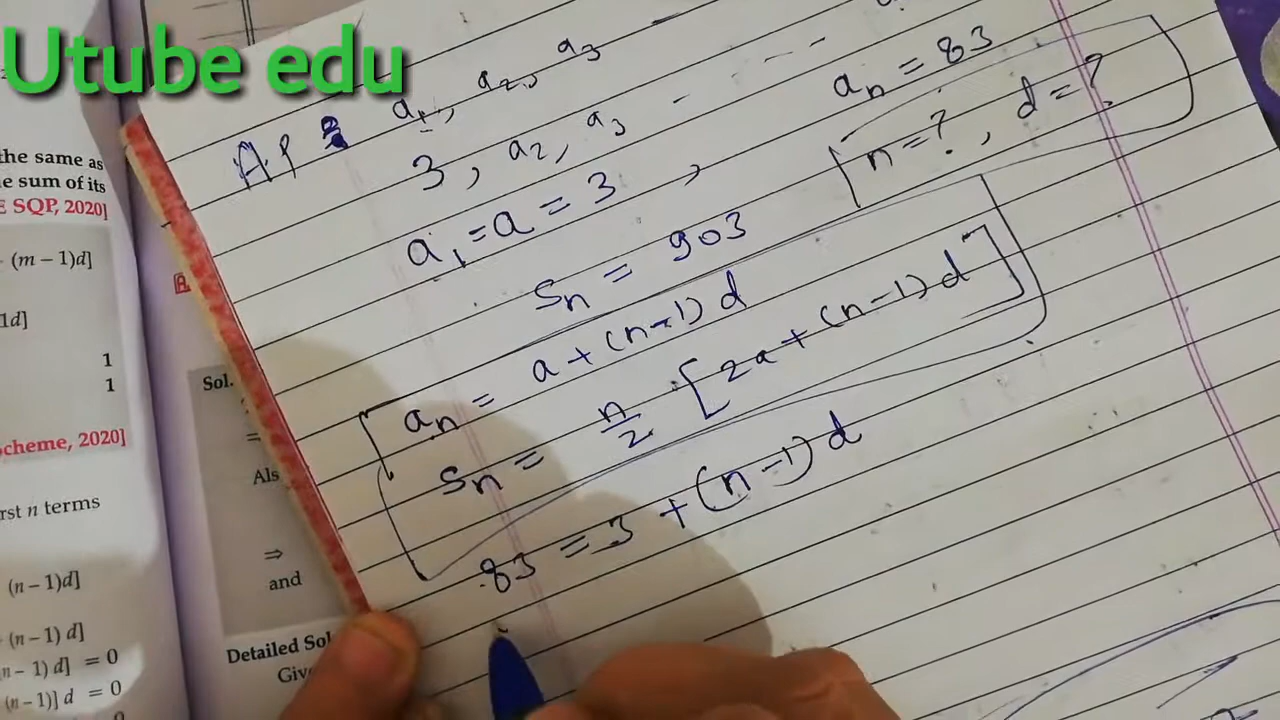 Utube edu
AP a1, a2, a3
3, a2, a3 - - - - an = 83
a1 = a = 3 , n = ? , d = ?
Sn = 903
an = a + (n-1) d
Sn = n/2 [2a + (n-1) d]
83 = 3 + (n-1) d
the same as
e sum of its
E SQP, 2020]
(m – 1)d]
1d]
1
1
cheme, 2020]
rst n terms
(n – 1)d]
(n – 1) d]
n – 1) d] = 0
(n–1)] d = 0
Sol.
=
Als
⇒
and
Detailed Sol
Give